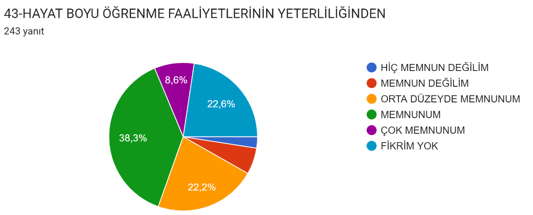 43-HAYAT BOYU ÖĞRENME FAALİYETLERİNİN YETERLİLİĞİNDEN
243 yanıt
HİÇ MEMNUN DEĞİLİM
MEMNUN DEĞİLİM
ORTA DÜZEYDE MEMNUNUM
MEMNUNUM
ÇOK MEMNUNUM
FİKRİM YOK
8,6%
22,6%
38,3%
22,2%